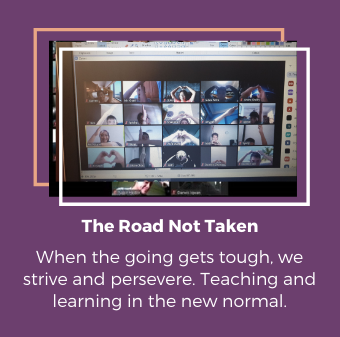 The Road Not Taken
When the going gets tough, we
strive and persevere. Teaching and
learning in the new normal.